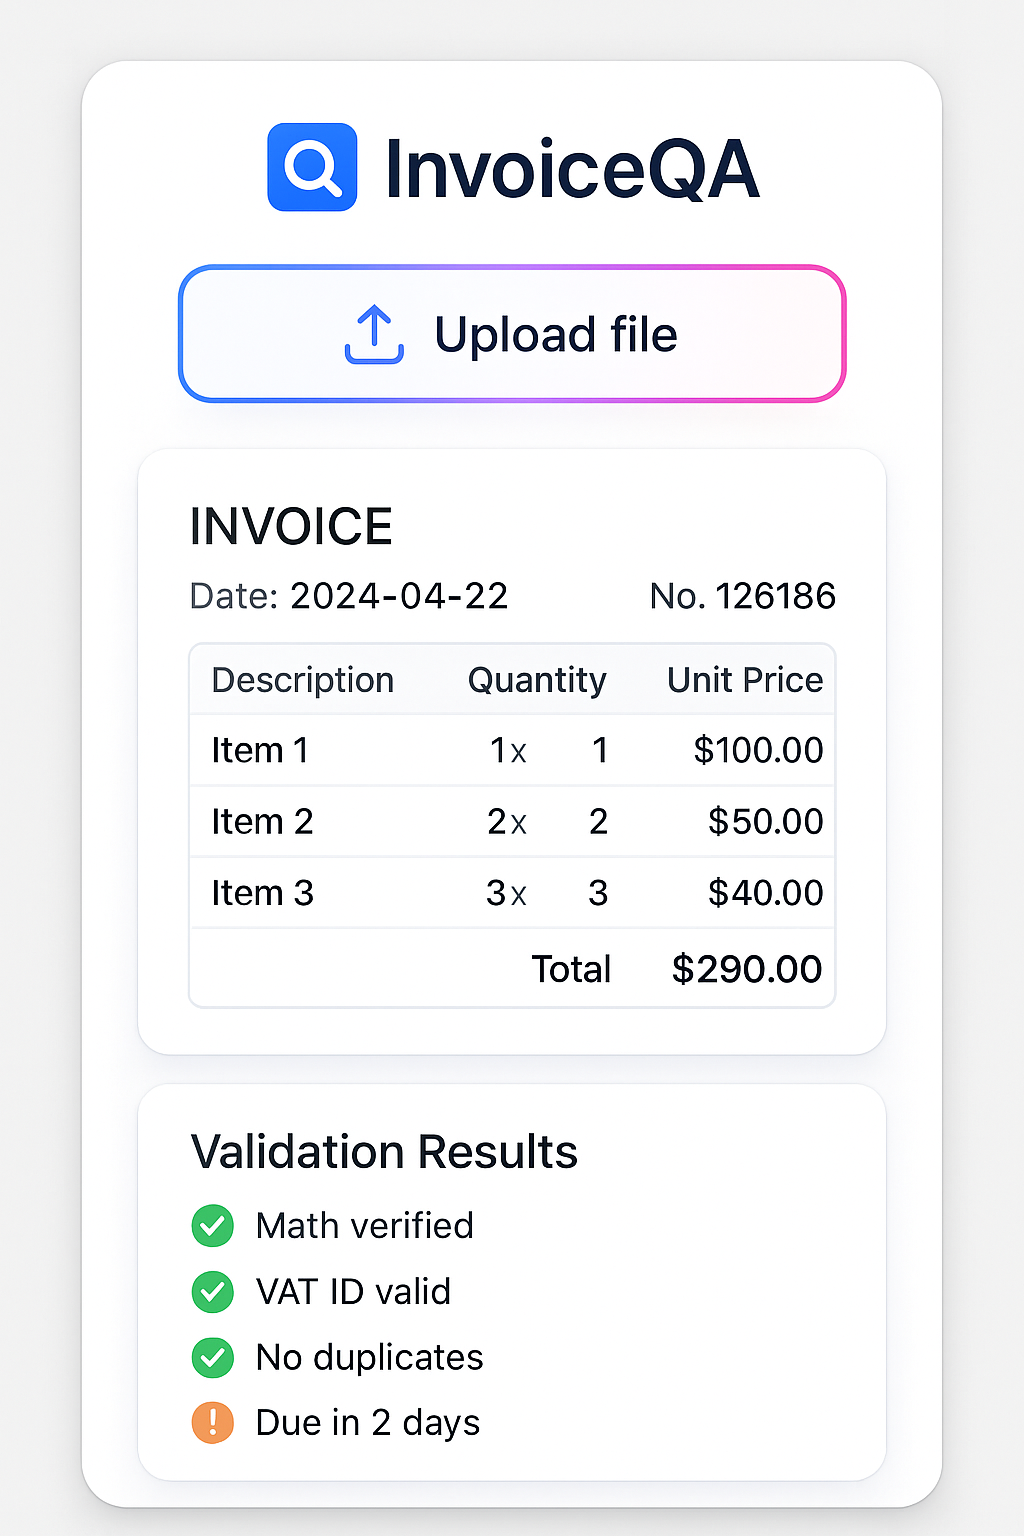 InvoiceQA
Upload file
INVOICE
Date: 2024-04-22 No. 126186
Description Quantity Unit Price
Item 1 1x 1 $100.00
Item 2 2x 2 $50.00
Item 3 3x 3 $40.00
Total $290.00
Validation Results
Math verified
VAT ID valid
No duplicates
Due in 2 days